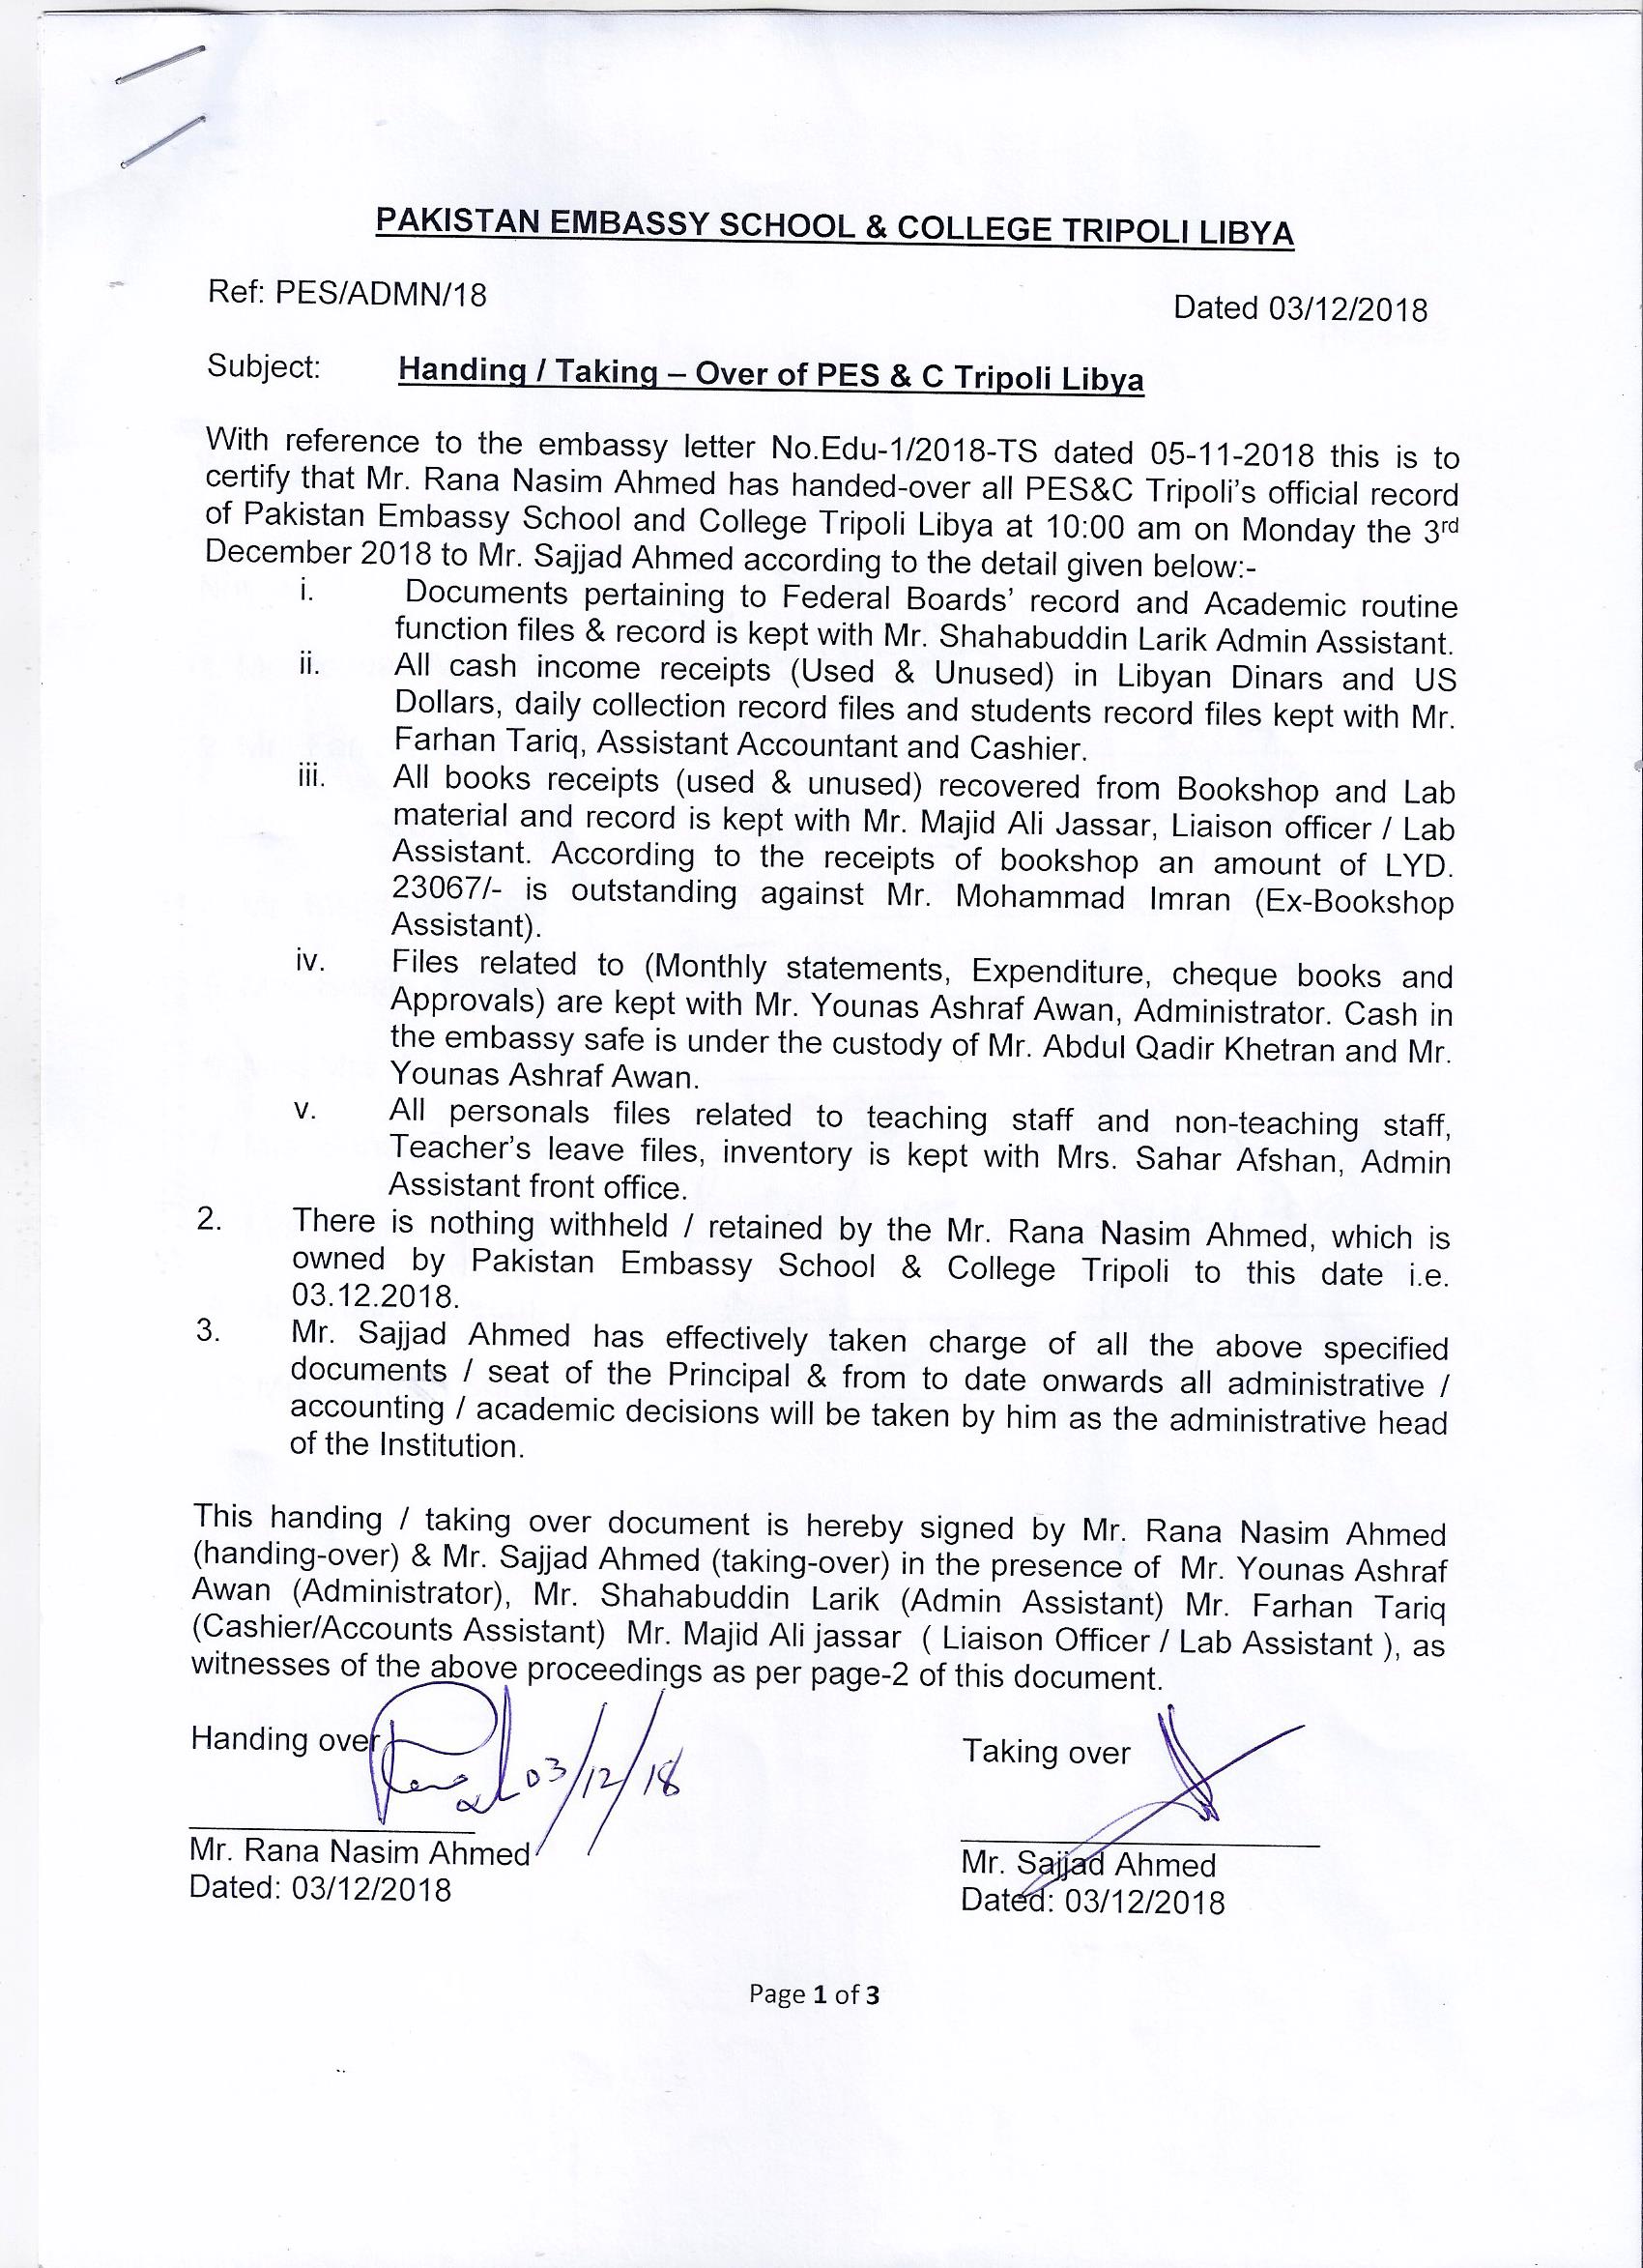 PAKISTAN EMBASSY SCHOOL & COLLEGE TRIPOLI LIBYA
Ref: PES/ADMN/18
Dated 03/12/2018
Subject: Handing / Taking – Over of PES & C Tripoli Libya
With reference to the embassy letter No.Edu-1/2018-TS dated 05-11-2018 this is to
certify that Mr. Rana Nasim Ahmed has handed-over all PES&C Tripoli's official record
of Pakistan Embassy School and College Tripoli Libya at 10:00 am on Monday the 3rd
December 2018 to Mr. Sajjad Ahmed according to the detail given below:-
i. Documents pertaining to Federal Boards' record and Academic routine
function files & record is kept with Mr. Shahabuddin Larik Admin Assistant.
ii. All cash income receipts (Used & Unused) in Libyan Dinars and US
Dollars, daily collection record files and students record files kept with Mr.
Farhan Tariq, Assistant Accountant and Cashier.
iii. All books receipts (used & unused) recovered from Bookshop and Lab
material and record is kept with Mr. Majid Ali Jassar, Liaison officer / Lab
Assistant. According to the receipts of bookshop an amount of LYD.
23067/- is outstanding against Mr. Mohammad Imran (Ex-Bookshop
Assistant).
iv. Files related to (Monthly statements, Expenditure, cheque books and
Approvals) are kept with Mr. Younas Ashraf Awan, Administrator. Cash in
the embassy safe is under the custody of Mr. Abdul Qadir Khetran and Mr.
Younas Ashraf Awan.
v. All personals files related to teaching staff and non-teaching staff,
Teacher's leave files, inventory is kept with Mrs. Sahar Afshan, Admin
Assistant front office.
2. There is nothing withheld / retained by the Mr. Rana Nasim Ahmed, which is
owned by Pakistan Embassy School & College Tripoli to this date i.e.
03.12.2018.
3. Mr. Sajjad Ahmed has effectively taken charge of all the above specified
documents / seat of the Principal & from to date onwards all administrative /
accounting / academic decisions will be taken by him as the administrative head
of the Institution.
This handing / taking over document is hereby signed by Mr. Rana Nasim Ahmed
(handing-over) & Mr. Sajjad Ahmed (taking-over) in the presence of Mr. Younas Ashraf
Awan (Administrator), Mr. Shahabuddin Larik (Admin Assistant) Mr. Farhan Tariq
(Cashier/Accounts Assistant) Mr. Majid Ali jassar ( Liaison Officer / Lab Assistant ), as
witnesses of the above proceedings as per page-2 of this document.
Handing over
03/12/18
Taking over
Mr. Rana Nasim Ahmed
Dated: 03/12/2018
Mr. Sajjad Ahmed
Dated: 03/12/2018
Page 1 of 3